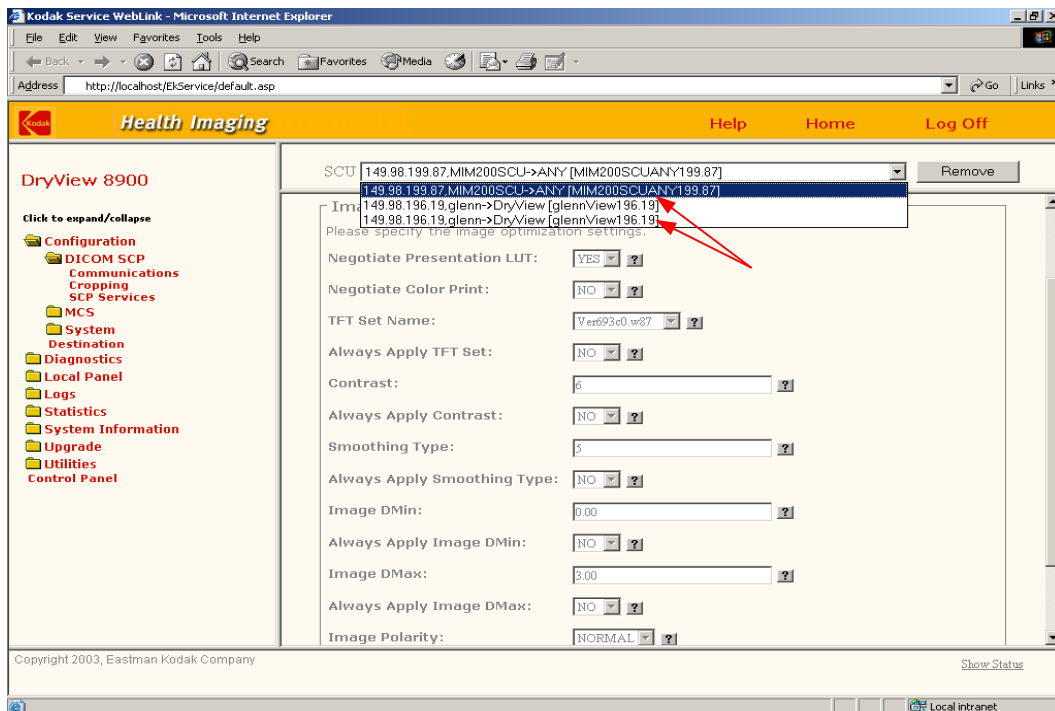 Kodak Service WebLink - Microsoft Internet Explorer
File Edit View Favorites Tools Help
Back Search Favorites Media
Address http://localhost/EkService/default.asp Go Links »
Kodak Health Imaging Help Home Log Off
DryView 8900
Click to expand/collapse
Configuration
DICOM SCP
Communications
Cropping
SCP Services
MCS
System
Destination
Diagnostics
Local Panel
Logs
Statistics
System Information
Upgrade
Utilities
Control Panel
SCU 149.98.199.87,MIM200SCU->ANY [MIM200SCUANY199.87] Remove
149.98.199.87,MIM200SCU->ANY [MIM200SCUANY199.87]
149.98.196.19,glenn->DryView [glennView196.19]
149.98.196.19,glenn->DryView [glennView196.19]
Please specify the image optimization settings.
Negotiate Presentation LUT: YES ?
Negotiate Color Print: NO ?
TFT Set Name: Ver693c0.w87 ?
Always Apply TFT Set: NO ?
Contrast: 6 ?
Always Apply Contrast: NO ?
Smoothing Type: 5 ?
Always Apply Smoothing Type: NO ?
Image DMin: 0.00 ?
Always Apply Image DMin: NO ?
Image DMax: 3.00 ?
Always Apply Image DMax: NO ?
Image Polarity: NORMAL ?
Copyright 2003, Eastman Kodak Company
Show Status
Local intranet